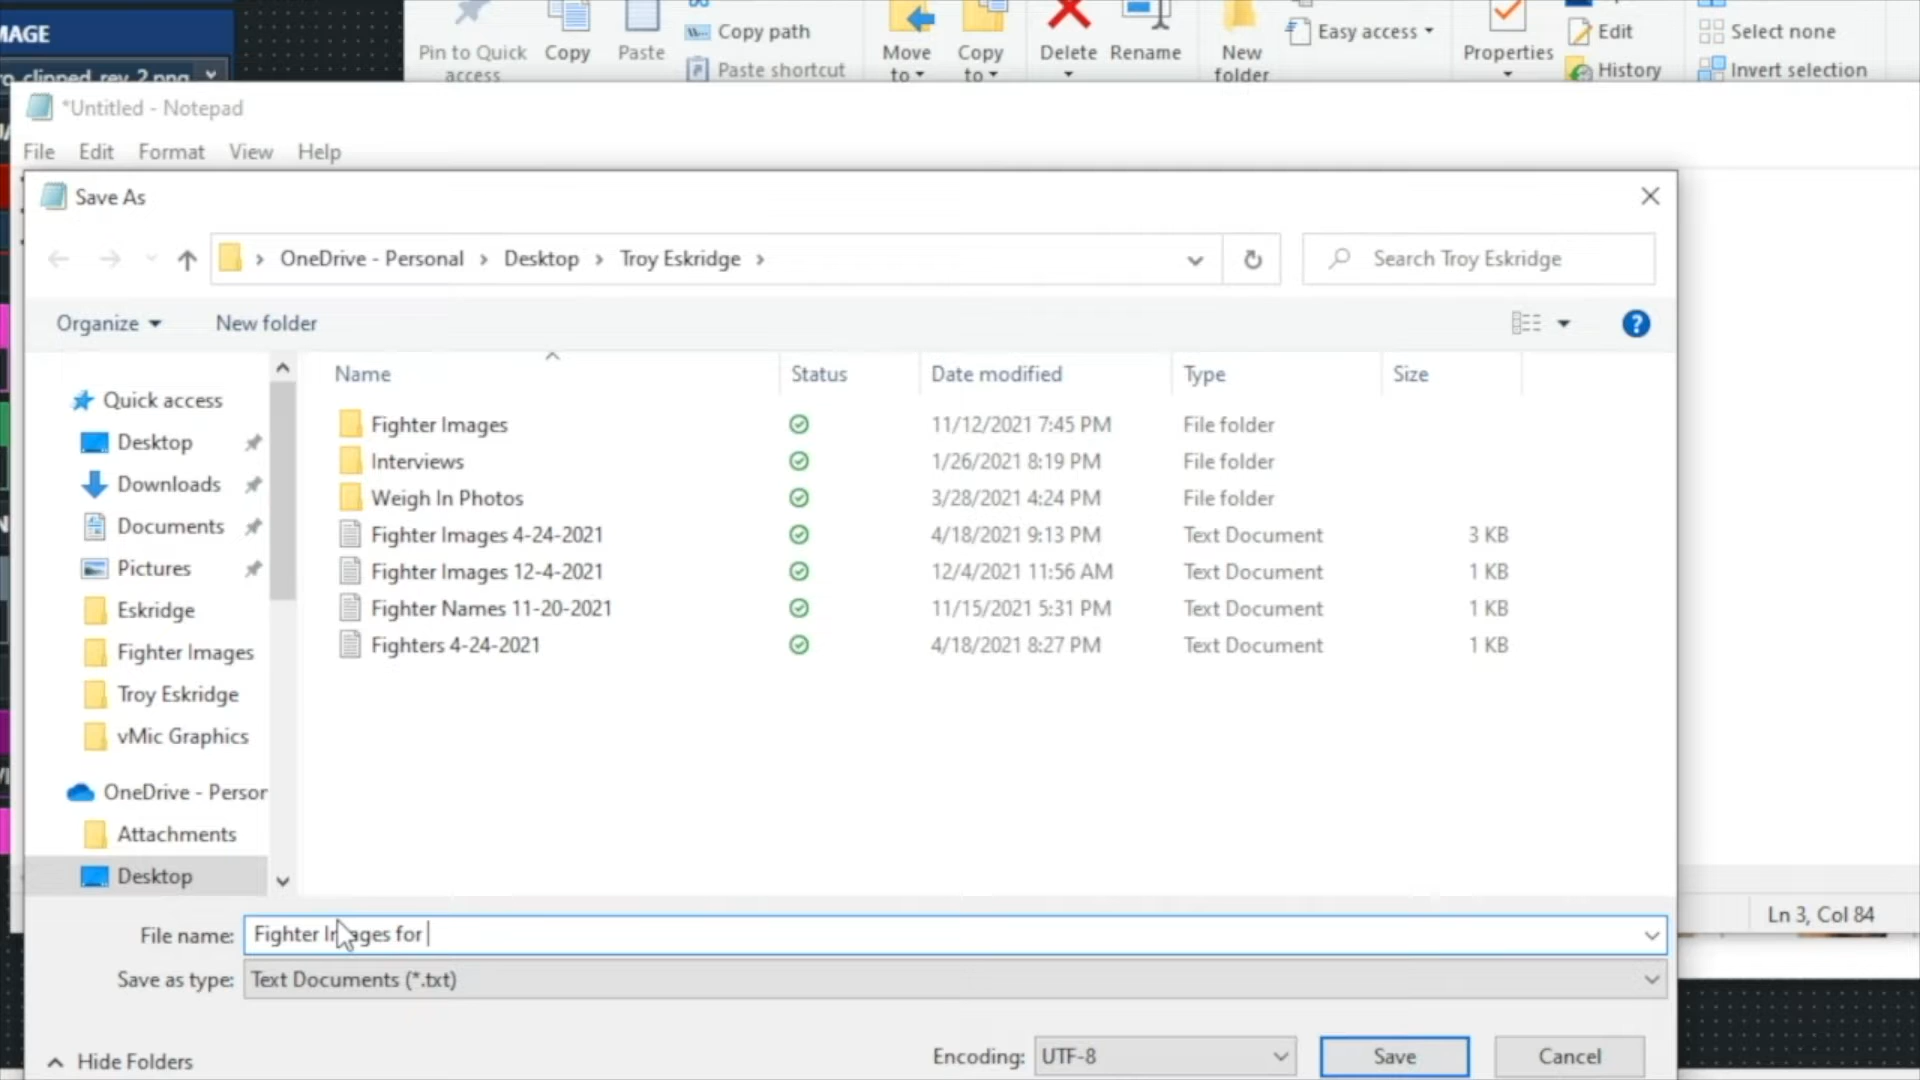 MAGE
Pin to Quick access
Copy
Paste
Copy path
Paste shortcut
Move to
Copy to
Delete
Rename
New folder
Easy access
Properties
Edit
History
Select none
Invert selection
clipped_rev_2.png
*Untitled - Notepad
File Edit Format View Help
Save As
OneDrive - Personal > Desktop > Troy Eskridge >
Search Troy Eskridge
Organize
New folder
?
Name Status Date modified Type Size
Fighter Images 11/12/2021 7:45 PM File folder
Interviews 1/26/2021 8:19 PM File folder
Weigh In Photos 3/28/2021 4:24 PM File folder
Fighter Images 4-24-2021 4/18/2021 9:13 PM Text Document 3 KB
Fighter Images 12-4-2021 12/4/2021 11:56 AM Text Document 1 KB
Fighter Names 11-20-2021 11/15/2021 5:31 PM Text Document 1 KB
Fighters 4-24-2021 4/18/2021 8:27 PM Text Document 1 KB
Quick access
Desktop
Downloads
Documents
Pictures
Eskridge
Fighter Images
Troy Eskridge
vMic Graphics
OneDrive - Person
Attachments
Desktop
Ln 3, Col 84
File name: Fighter Images for
Save as type: Text Documents (*.txt)
Hide Folders
Encoding: UTF-8
Save
Cancel